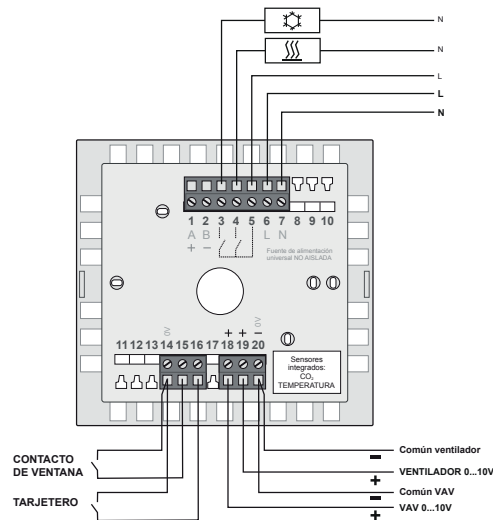 N
N
L
L
N
1 2 3 4 5 6 7 8 9 10
A B L N
+ −
Fuente de alimentación
universal NO AISLADA
0V + + − 0V
11 12 13 14 15 16 17 18 19 20
Sensores
integrados:
CO₂
TEMPERATURA
CONTACTO
DE VENTANA
TARJETERO
Común ventilador
−
VENTILADOR 0...10V
+
Común VAV
−
VAV 0...10V
+